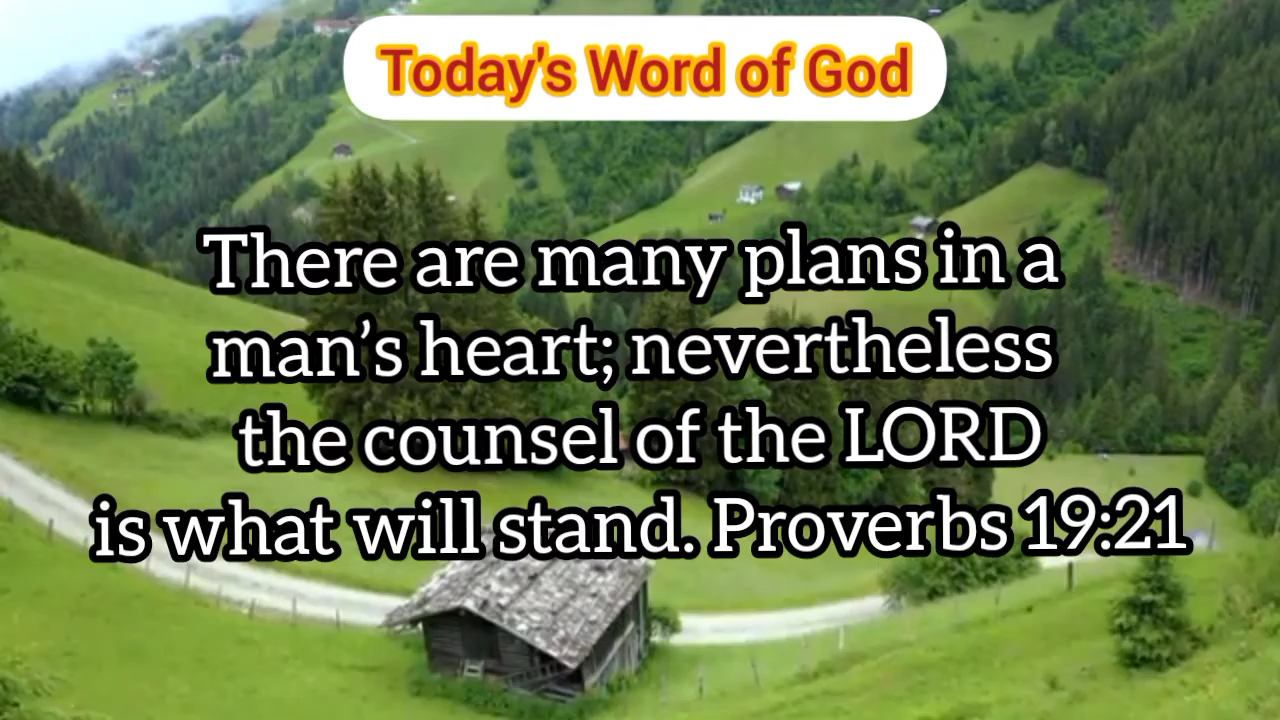 Today's Word of God
There are many plans in a
man’s heart; nevertheless
the counsel of the LORD
is what will stand. Proverbs 19:21